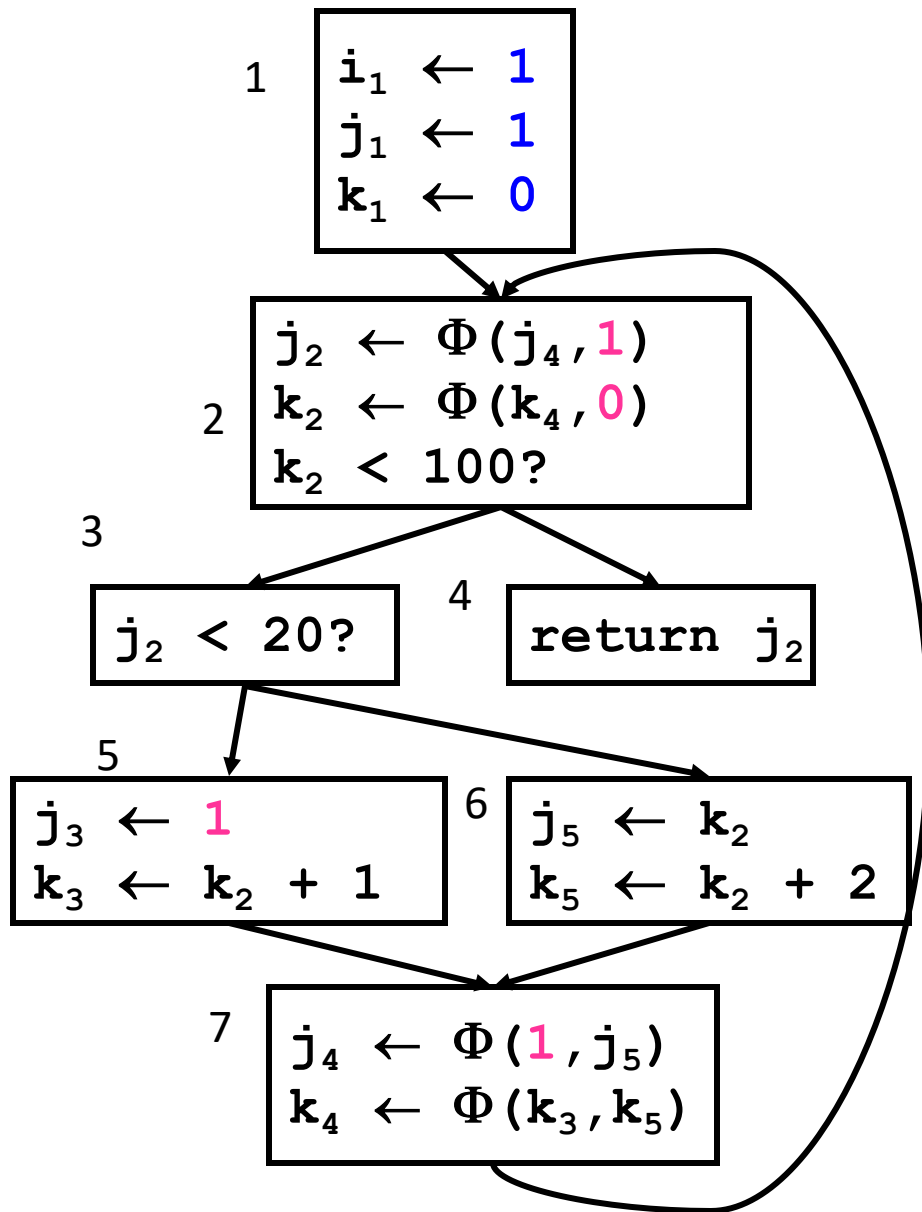 1
i₁ ← 1
j₁ ← 1
k₁ ← 0
2
j₂ ← Φ(j₄,1)
k₂ ← Φ(k₄,0)
k₂ < 100?
3
j₂ < 20?
4
return j₂
5
j₃ ← 1
k₃ ← k₂ + 1
6
j₅ ← k₂
k₅ ← k₂ + 2
7
j₄ ← Φ(1,j₅)
k₄ ← Φ(k₃,k₅)